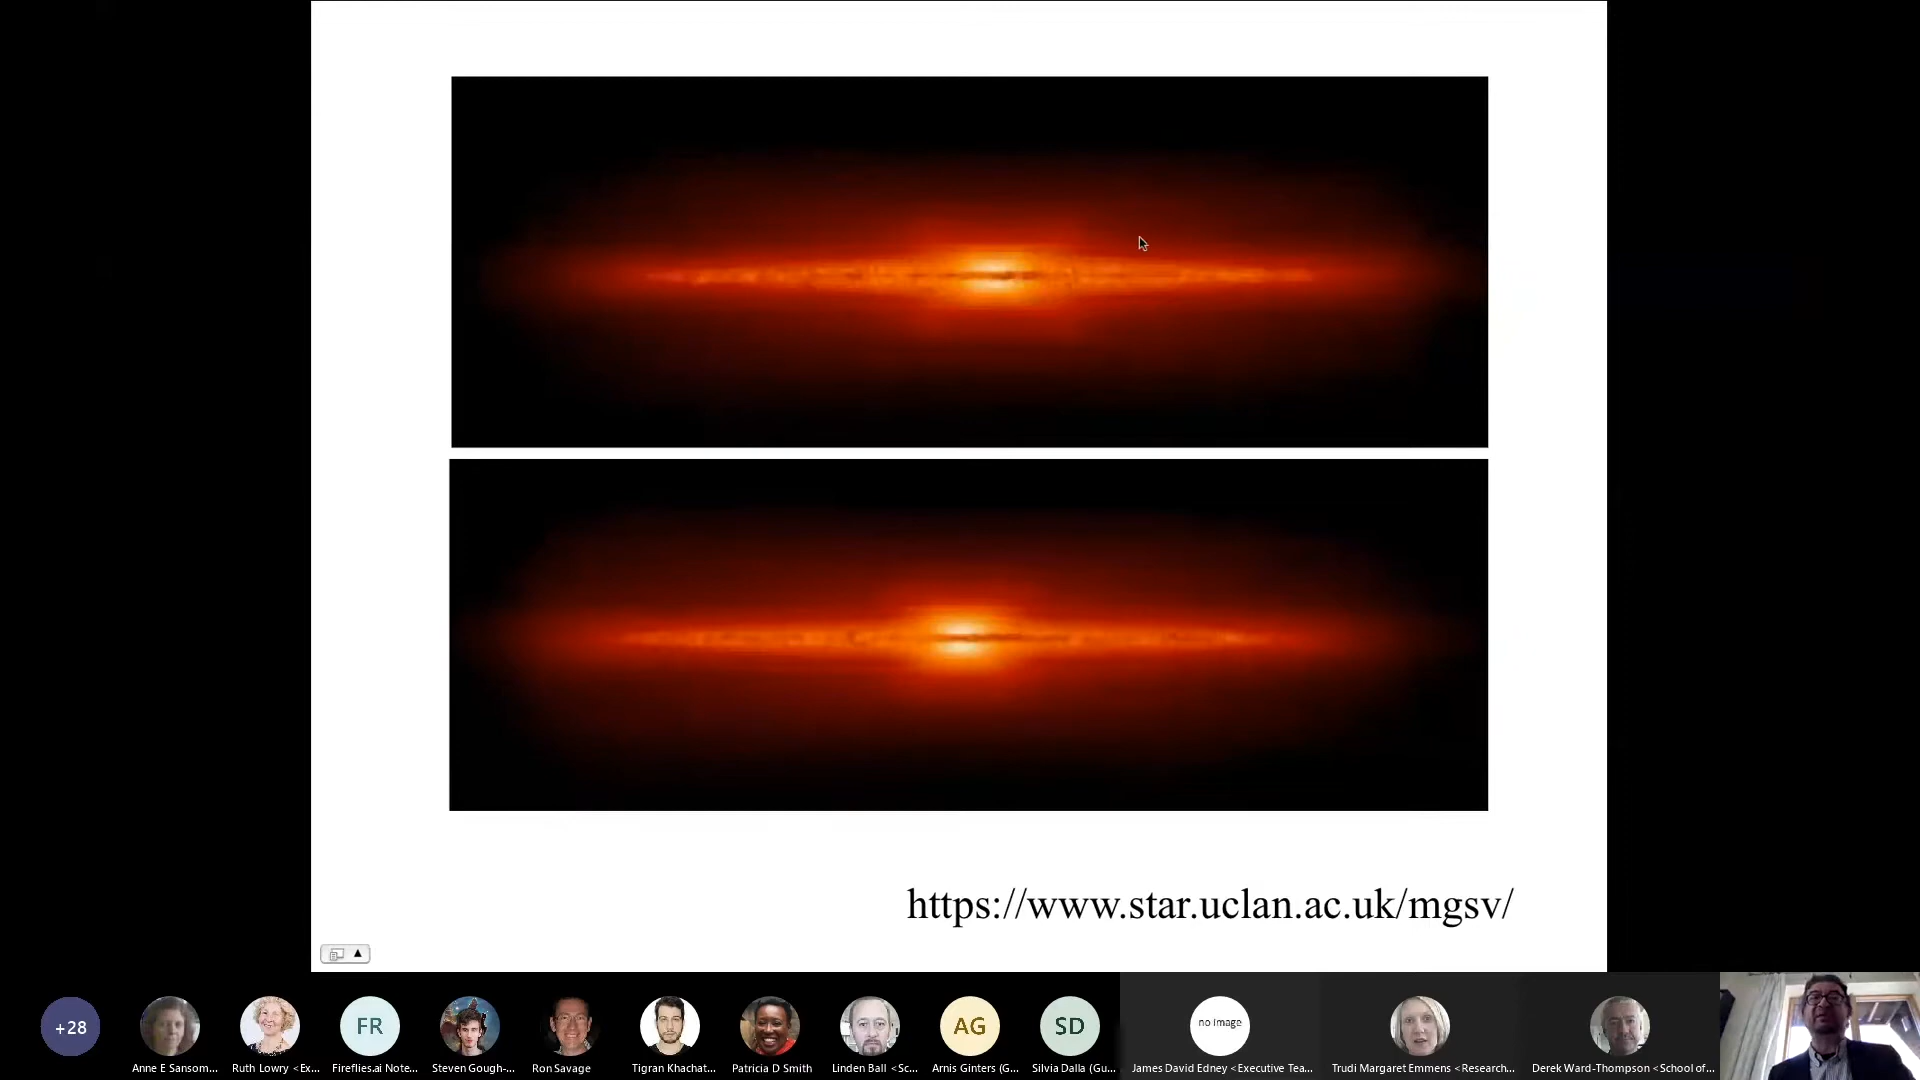 https://www.star.uclan.ac.uk/mgsv/
+28
FR
AG
SD
no image
Anne E Sansom...
Ruth Lowry <Ex...
Fireflies.ai Note...
Steven Gough-...
Ron Savage
Tigran Khachat...
Patricia D Smith
Linden Ball <Sc...
Arnis Ginters (G...
Silvia Dalla (Gu...
James David Edney <Executive Tea...
Trudi Margaret Emmens <Research...
Derek Ward-Thompson <School of...